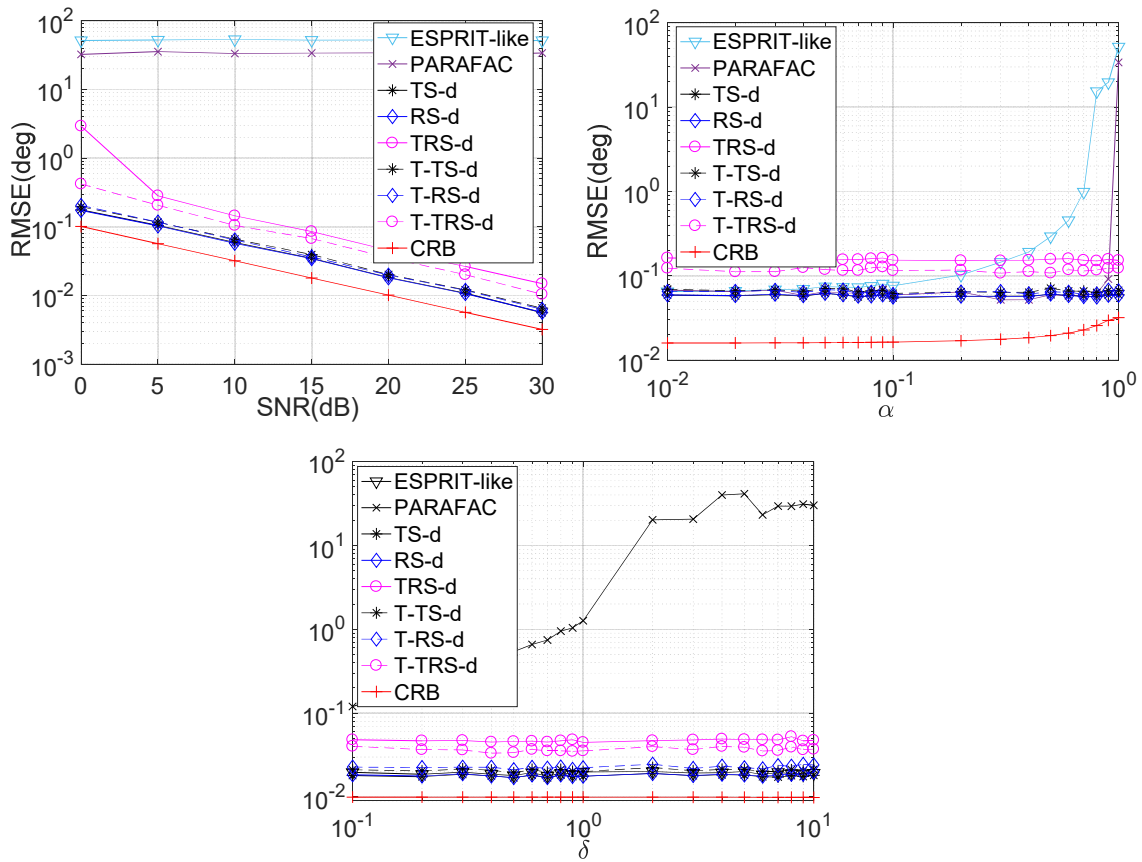 RMSE(deg)
10^2
10^1
10^0
10^-1
10^-2
10^-3
0 5 10 15 20 25 30
SNR(dB)
ESPRIT-like
PARAFAC
TS-d
RS-d
TRS-d
T-TS-d
T-RS-d
T-TRS-d
CRB
RMSE(deg)
10^2
10^1
10^0
10^-1
10^-2
10^-2 10^-1 10^0
α
ESPRIT-like
PARAFAC
TS-d
RS-d
TRS-d
T-TS-d
T-RS-d
T-TRS-d
CRB
RMSE(deg)
10^2
10^1
10^0
10^-1
10^-2
10^-1 10^0 10^1
δ
ESPRIT-like
PARAFAC
TS-d
RS-d
TRS-d
T-TS-d
T-RS-d
T-TRS-d
CRB